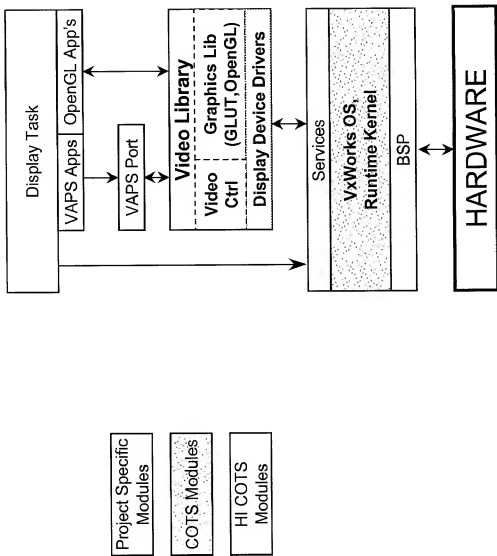 Display Task
VAPS Apps
OpenGL App's
VAPS Port
Video Library
Video
Ctrl
Graphics Lib
(GLUT,OpenGL)
Display Device Drivers
Services
VxWorks OS,
Runtime Kernel
BSP
HARDWARE
Project Specific
Modules
COTS Modules
HI COTS
Modules